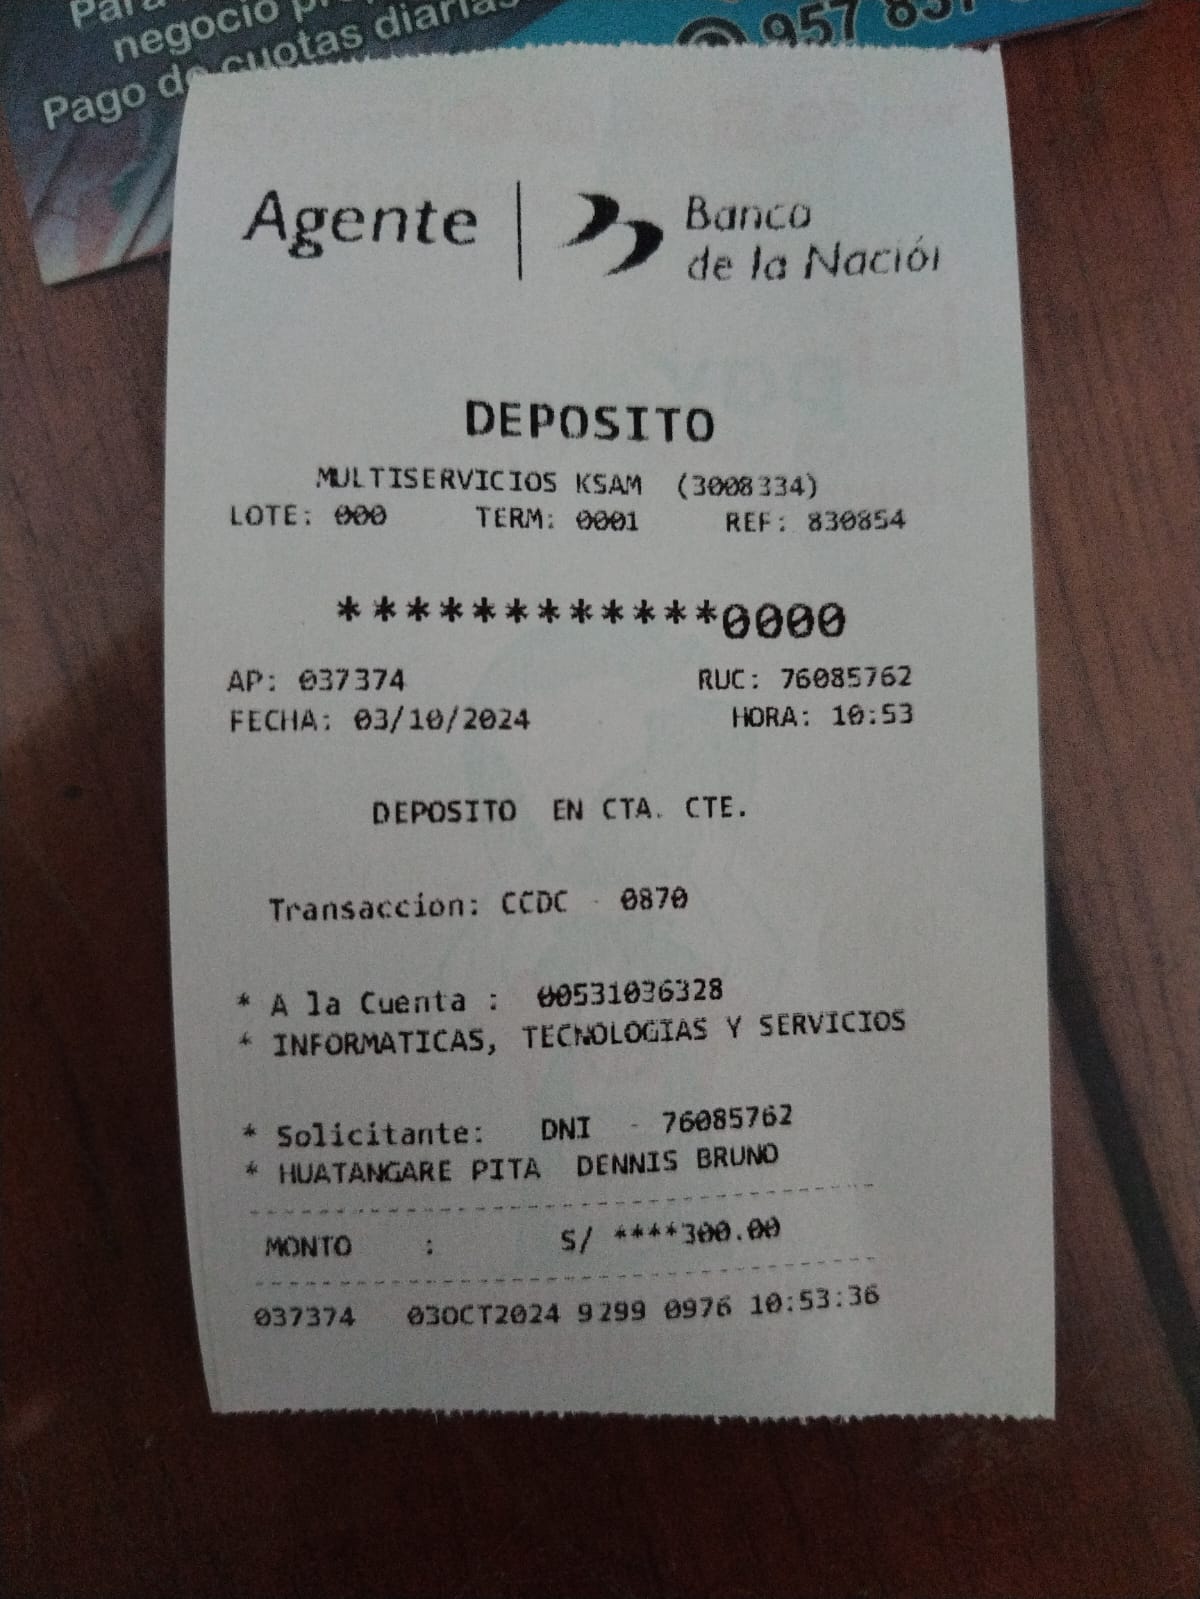 negocio
Pago de cuotas diarias
957
Agente | Banco
de la Nación
DEPOSITO
MULTISERVICIOS KSAM (3008334)
LOTE: 000 TERM: 0001 REF: 830854
************0000
AP: 037374 RUC: 76085762
FECHA: 03/10/2024 HORA: 10:53
DEPOSITO EN CTA. CTE.
Transaccion: CCDC - 0870
* A la Cuenta : 00531036328
* INFORMATICAS, TECNOLOGIAS Y SERVICIOS
* Solicitante: DNI - 76085762
* HUATANGARE PITA DENNIS BRUNO
MONTO : S/ ****300.00
037374 03OCT2024 9299 0976 10:53:36